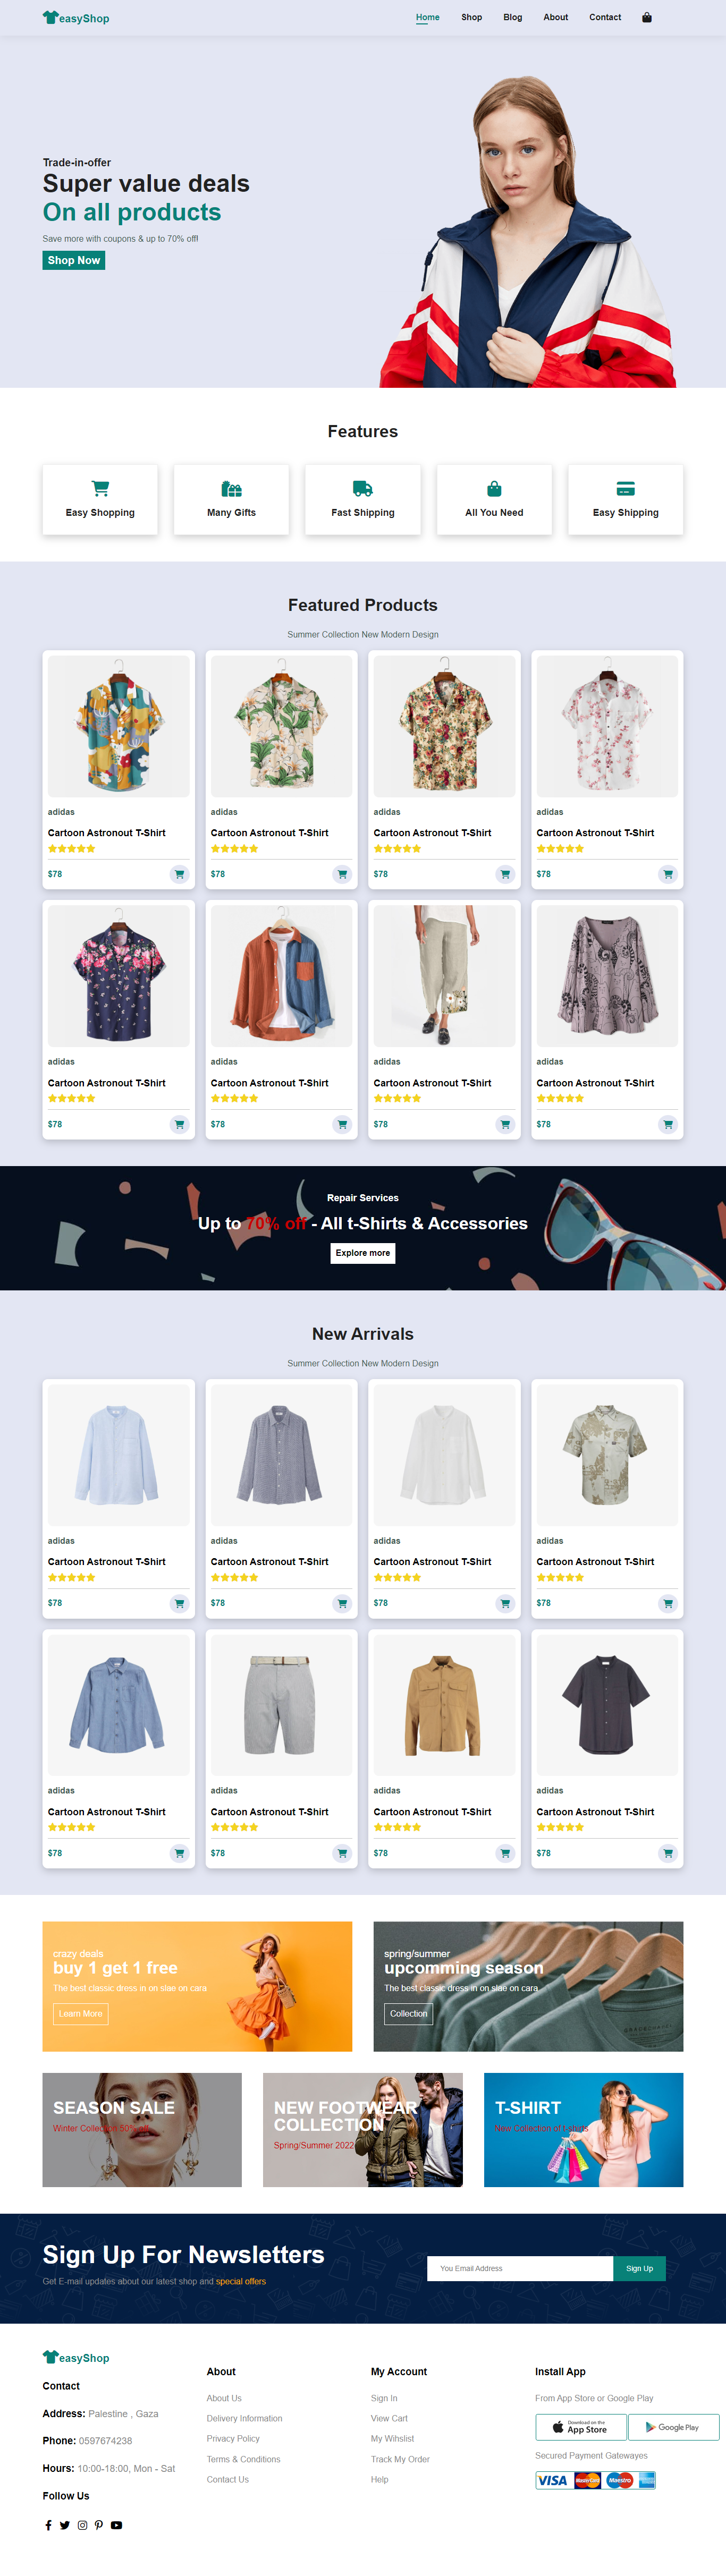 easyShop
Home Shop Blog About Contact
Trade-in-offer
Super value deals
On all products
Save more with coupons & up to 70% off!
Shop Now
Features
Easy Shopping
Many Gifts
Fast Shipping
All You Need
Easy Shipping
Featured Products
Summer Collection New Modern Design
adidas
Cartoon Astronout T-Shirt
$78
adidas
Cartoon Astronout T-Shirt
$78
adidas
Cartoon Astronout T-Shirt
$78
adidas
Cartoon Astronout T-Shirt
$78
adidas
Cartoon Astronout T-Shirt
$78
adidas
Cartoon Astronout T-Shirt
$78
adidas
Cartoon Astronout T-Shirt
$78
adidas
Cartoon Astronout T-Shirt
$78
Repair Services
Up to 70% off - All t-Shirts & Accessories
Explore more
New Arrivals
Summer Collection New Modern Design
adidas
Cartoon Astronout T-Shirt
$78
adidas
Cartoon Astronout T-Shirt
$78
adidas
Cartoon Astronout T-Shirt
$78
adidas
Cartoon Astronout T-Shirt
$78
adidas
Cartoon Astronout T-Shirt
$78
adidas
Cartoon Astronout T-Shirt
$78
adidas
Cartoon Astronout T-Shirt
$78
adidas
Cartoon Astronout T-Shirt
$78
crazy deals
buy 1 get 1 free
The best classic dress in on slae on cara
Learn More
spring/summer
upcomming season
The best classic dress in on slae on cara
Collection
SEASON SALE
Winter Collection 50% off
NEW FOOTWEAR
COLLECTION
Spring/Summer 2022
T-SHIRT
New Collection of t-shirts
Sign Up For Newsletters
Get E-mail updates about our latest shop and special offers
You Email Address
Sign Up
easyShop
Contact
Address: Palestine , Gaza
Phone: 0597674238
Hours: 10:00-18:00, Mon - Sat
Follow Us
About
About Us
Delivery Information
Privacy Policy
Terms & Conditions
Contact Us
My Account
Sign In
View Cart
My Wihslist
Track My Order
Help
Install App
From App Store or Google Play
Download on the
App Store
Google Play
Secured Payment Gatewayes
VISA MasterCard Maestro